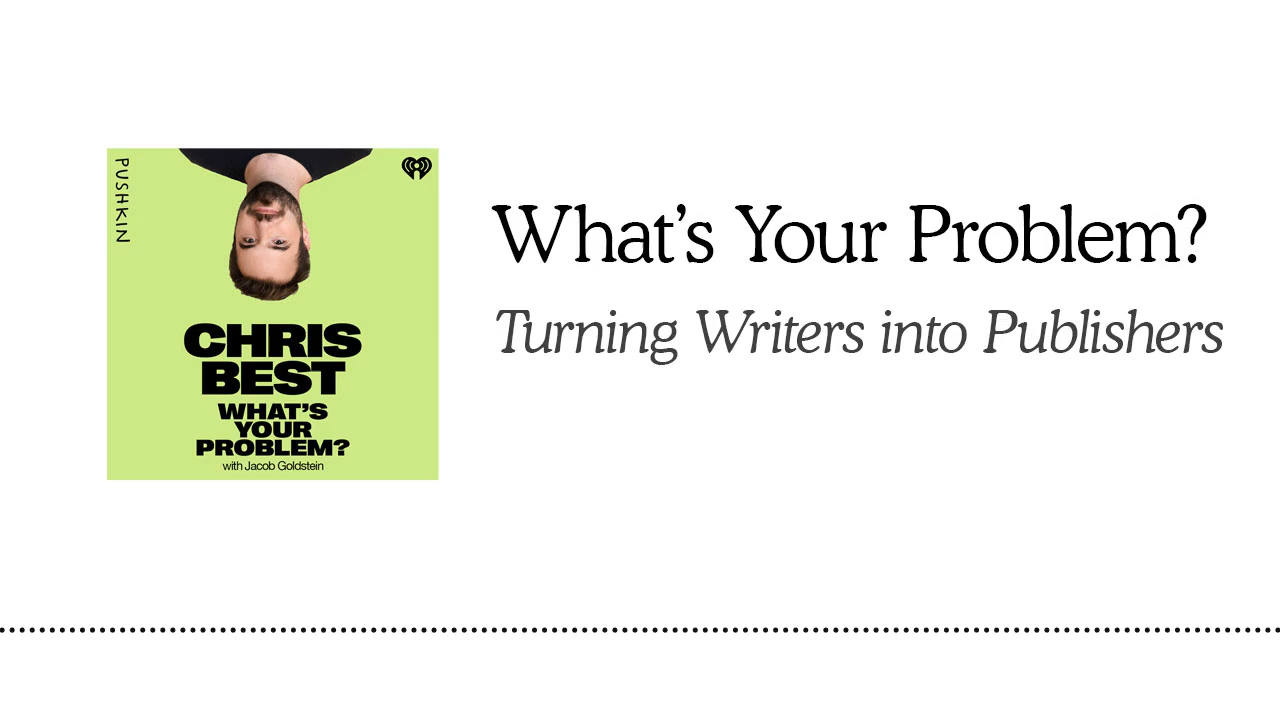 PUSHKIN
CHRIS
BEST
WHAT'S
YOUR
PROBLEM?
with Jacob Goldstein
What's Your Problem?
Turning Writers into Publishers